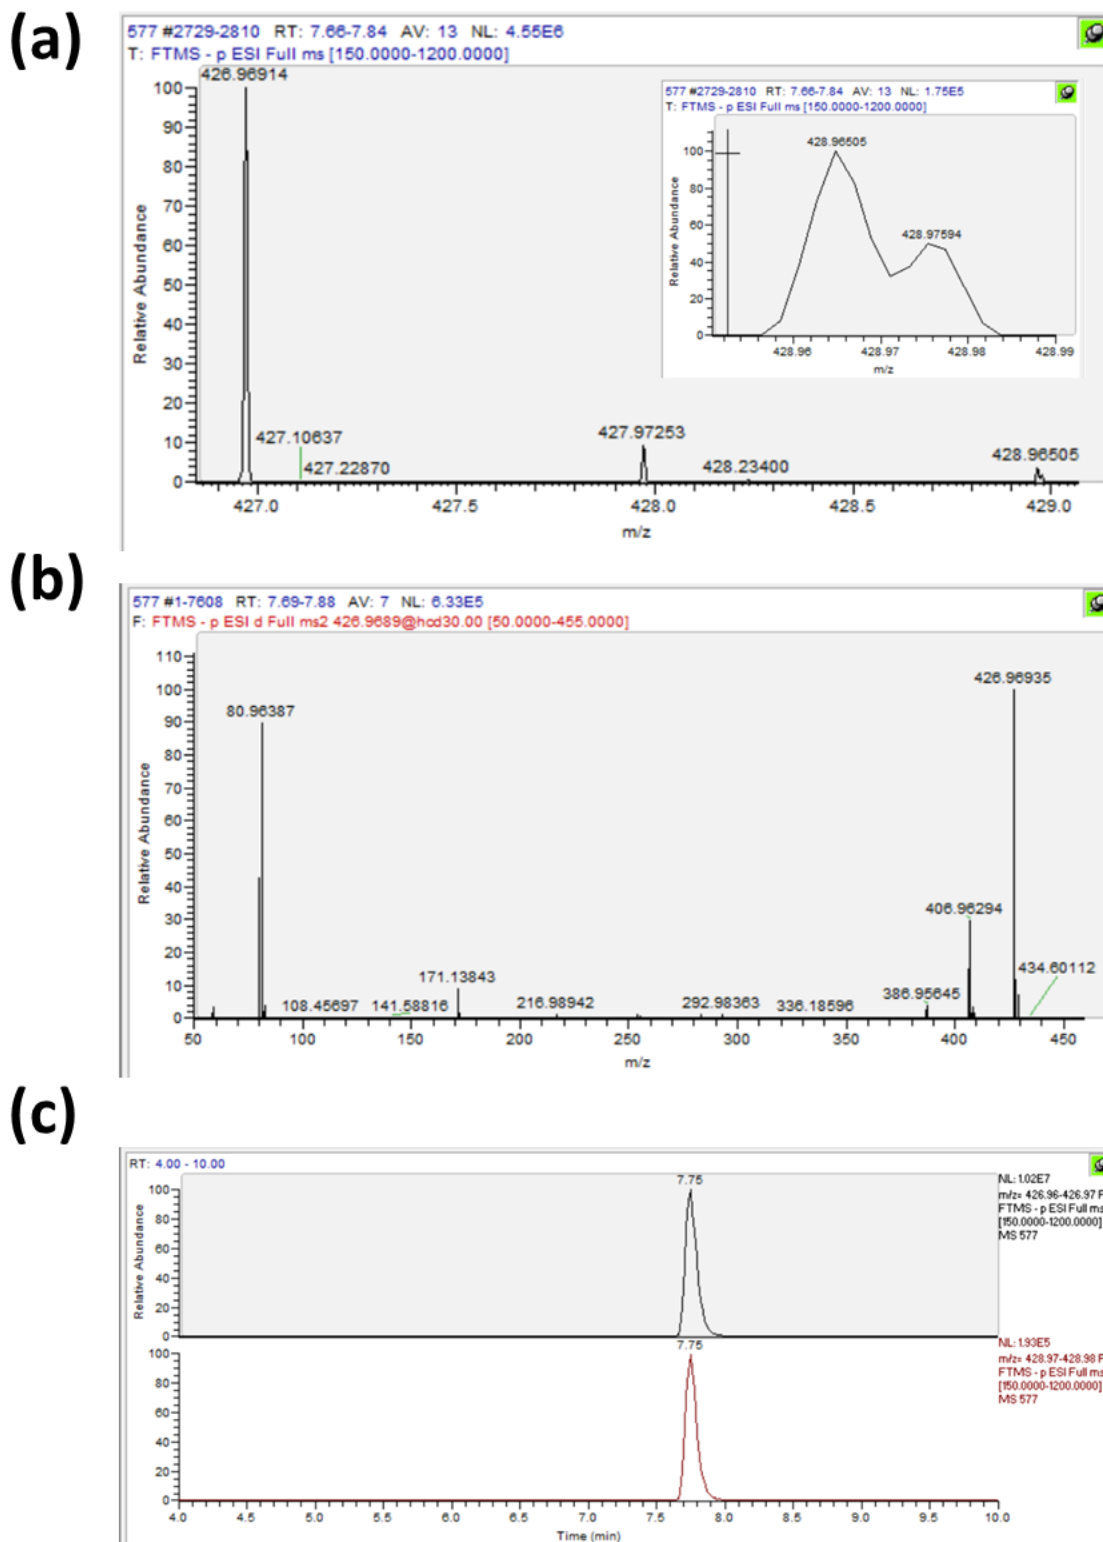 (a)
577 #2729-2810 RT: 7.66-7.84 AV: 13 NL: 4.55E6
T: FTMS - p ESI Full ms [150.0000-1200.0000]
426.96914
100
90
80
70
60
50
40
30
20
10
0
Relative Abundance
427.10637
427.22870
427.97253
428.23400
428.96505
427.0 427.5 428.0 428.5 429.0
m/z
577 #2729-2810 RT: 7.66-7.84 AV: 13 NL: 1.75E5
T: FTMS - p ESI Full ms [150.0000-1200.0000]
428.96505
428.97594
100
80
60
40
20
0
Relative Abundance
428.96 428.97 428.98 428.99
m/z
(b)
577 #1-7608 RT: 7.69-7.88 AV: 7 NL: 6.33E5
F: FTMS - p ESI d Full ms2 426.9689@hcd30.00 [50.0000-455.0000]
110
100
90
80
70
60
50
40
30
20
10
0
Relative Abundance
80.96387
108.45697
141.58816
171.13843
216.98942
292.98363
336.18596
386.95645
406.96294
426.96935
434.60112
50 100 150 200 250 300 350 400 450
m/z
(c)
RT: 4.00 - 10.00
7.75
100
80
60
40
20
0
Relative Abundance
NL: 1.02E7
m/z= 426.96-426.97 F
FTMS - p ESI Full ms
[150.0000-1200.0000]
MS 577
7.75
100
80
60
40
20
0
NL: 1.93E5
m/z= 428.97-428.98 F
FTMS - p ESI Full ms
[150.0000-1200.0000]
MS 577
4.0 4.5 5.0 5.5 6.0 6.5 7.0 7.5 8.0 8.5 9.0 9.5 10.0
Time (min)